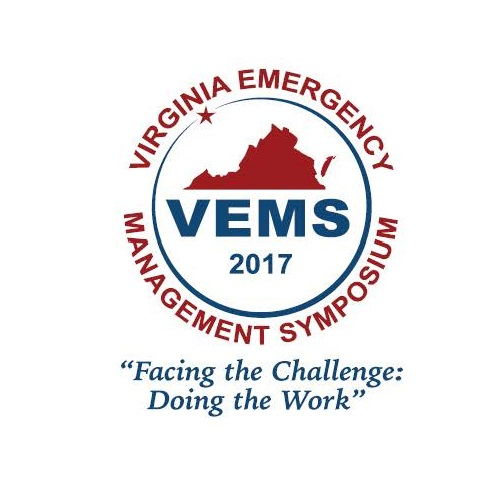 VIRGINIA EMERGENCY
VEMS
2017
MANAGEMENT SYMPOSIUM
“Facing the Challenge:
Doing the Work”